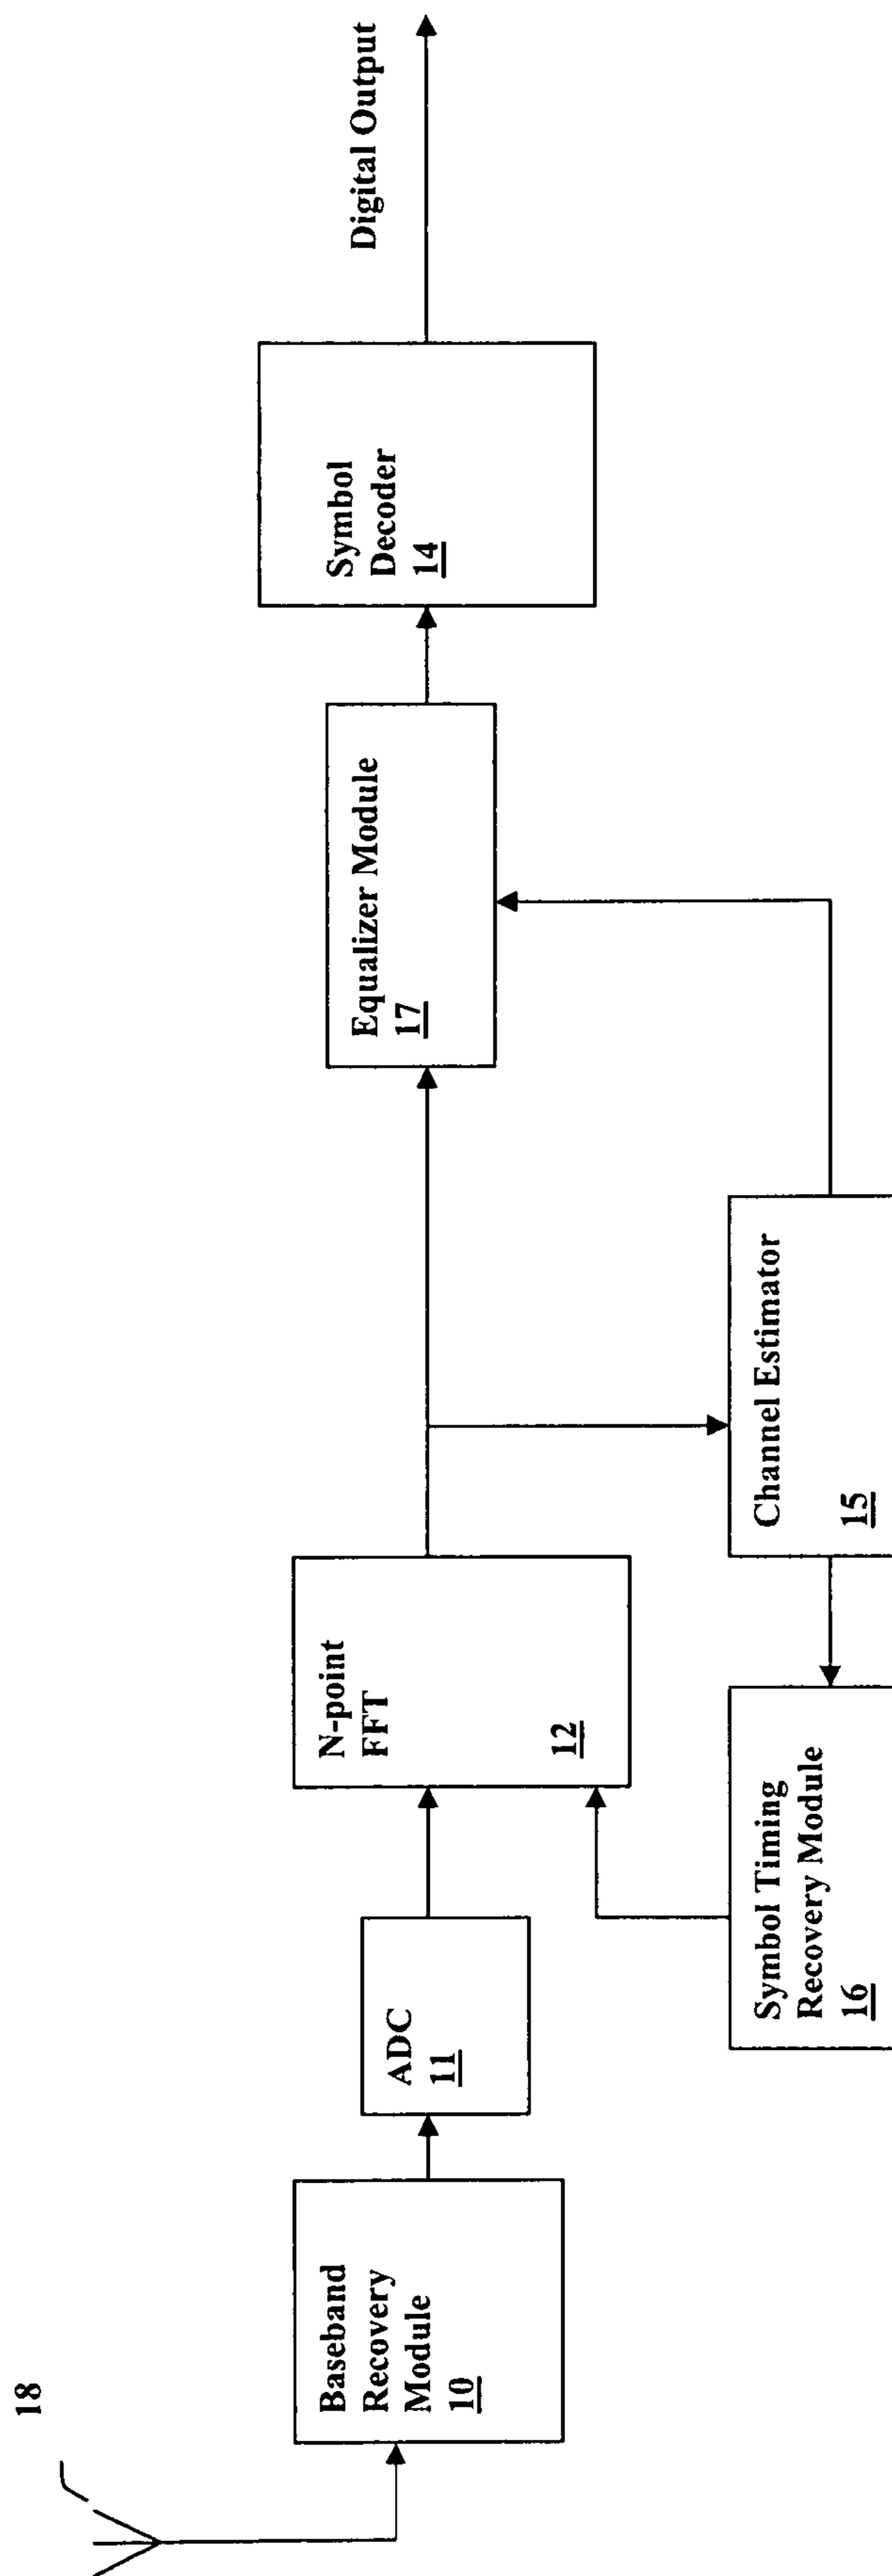 18
Baseband
Recovery
Module
10
ADC
11
N-point
FFT
12
Symbol Timing
Recovery Module
16
Channel Estimator
15
Equalizer Module
17
Symbol
Decoder
14
Digital Output